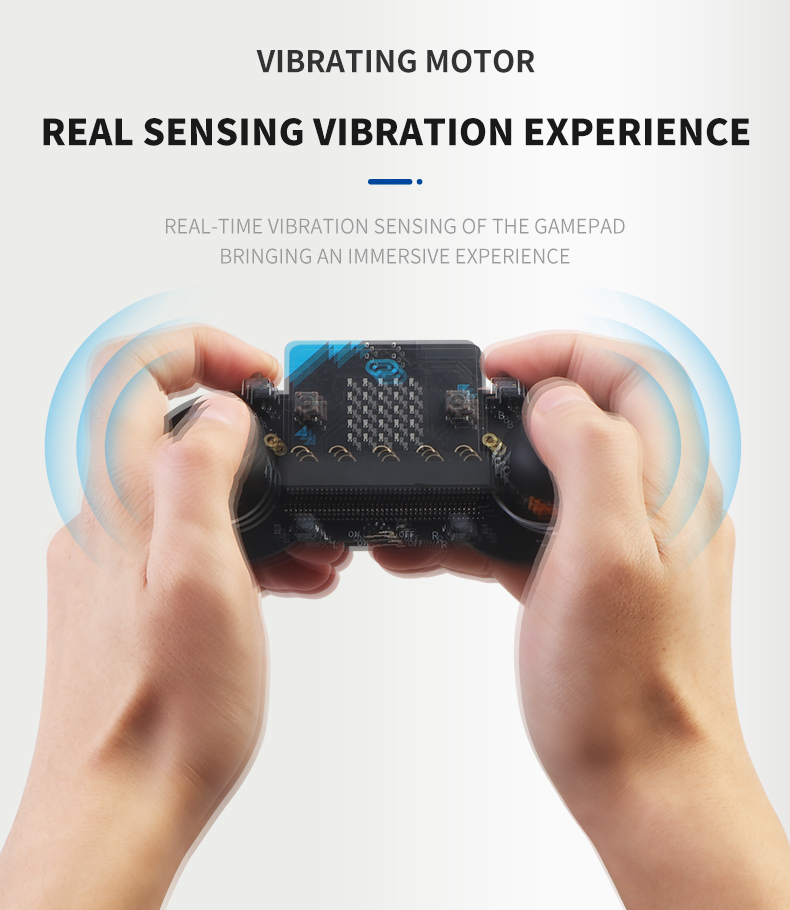 VIBRATING MOTOR
REAL SENSING VIBRATION EXPERIENCE
REAL-TIME VIBRATION SENSING OF THE GAMEPAD
BRINGING AN IMMERSIVE EXPERIENCE
ON OFF